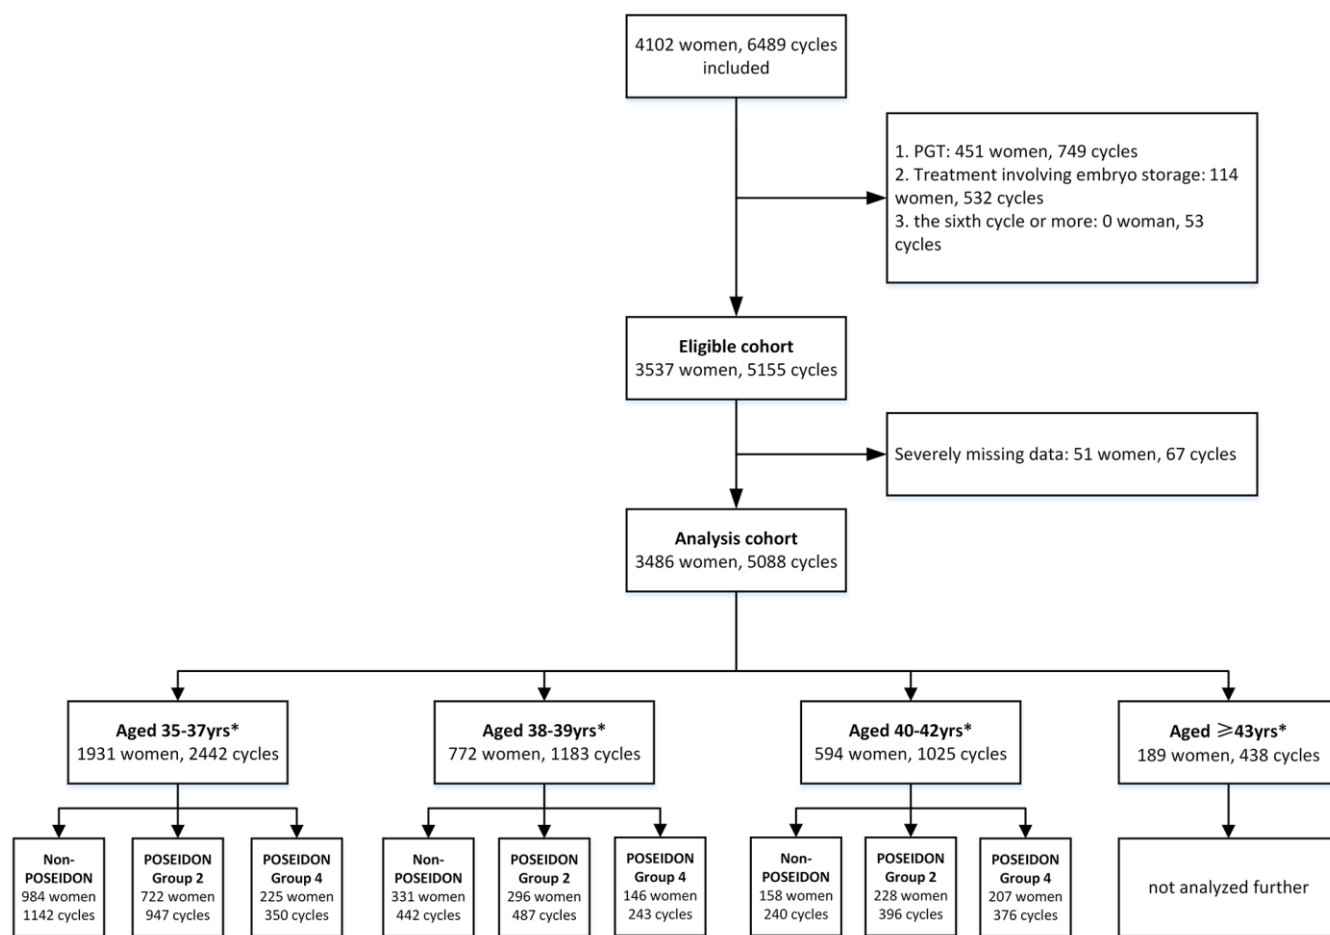 4102 women, 6489 cycles
included
1. PGT: 451 women, 749 cycles
2. Treatment involving embryo storage: 114
women, 532 cycles
3. the sixth cycle or more: 0 woman, 53
cycles
Eligible cohort
3537 women, 5155 cycles
Severely missing data: 51 women, 67 cycles
Analysis cohort
3486 women, 5088 cycles
Aged 35-37yrs*
1931 women, 2442 cycles
Aged 38-39yrs*
772 women, 1183 cycles
Aged 40-42yrs*
594 women, 1025 cycles
Aged ≥43yrs*
189 women, 438 cycles
Non-
POSEIDON
984 women
1142 cycles
POSEIDON
Group 2
722 women
947 cycles
POSEIDON
Group 4
225 women
350 cycles
Non-
POSEIDON
331 women
442 cycles
POSEIDON
Group 2
296 women
487 cycles
POSEIDON
Group 4
146 women
243 cycles
Non-
POSEIDON
158 women
240 cycles
POSEIDON
Group 2
228 women
396 cycles
POSEIDON
Group 4
207 women
376 cycles
not analyzed further